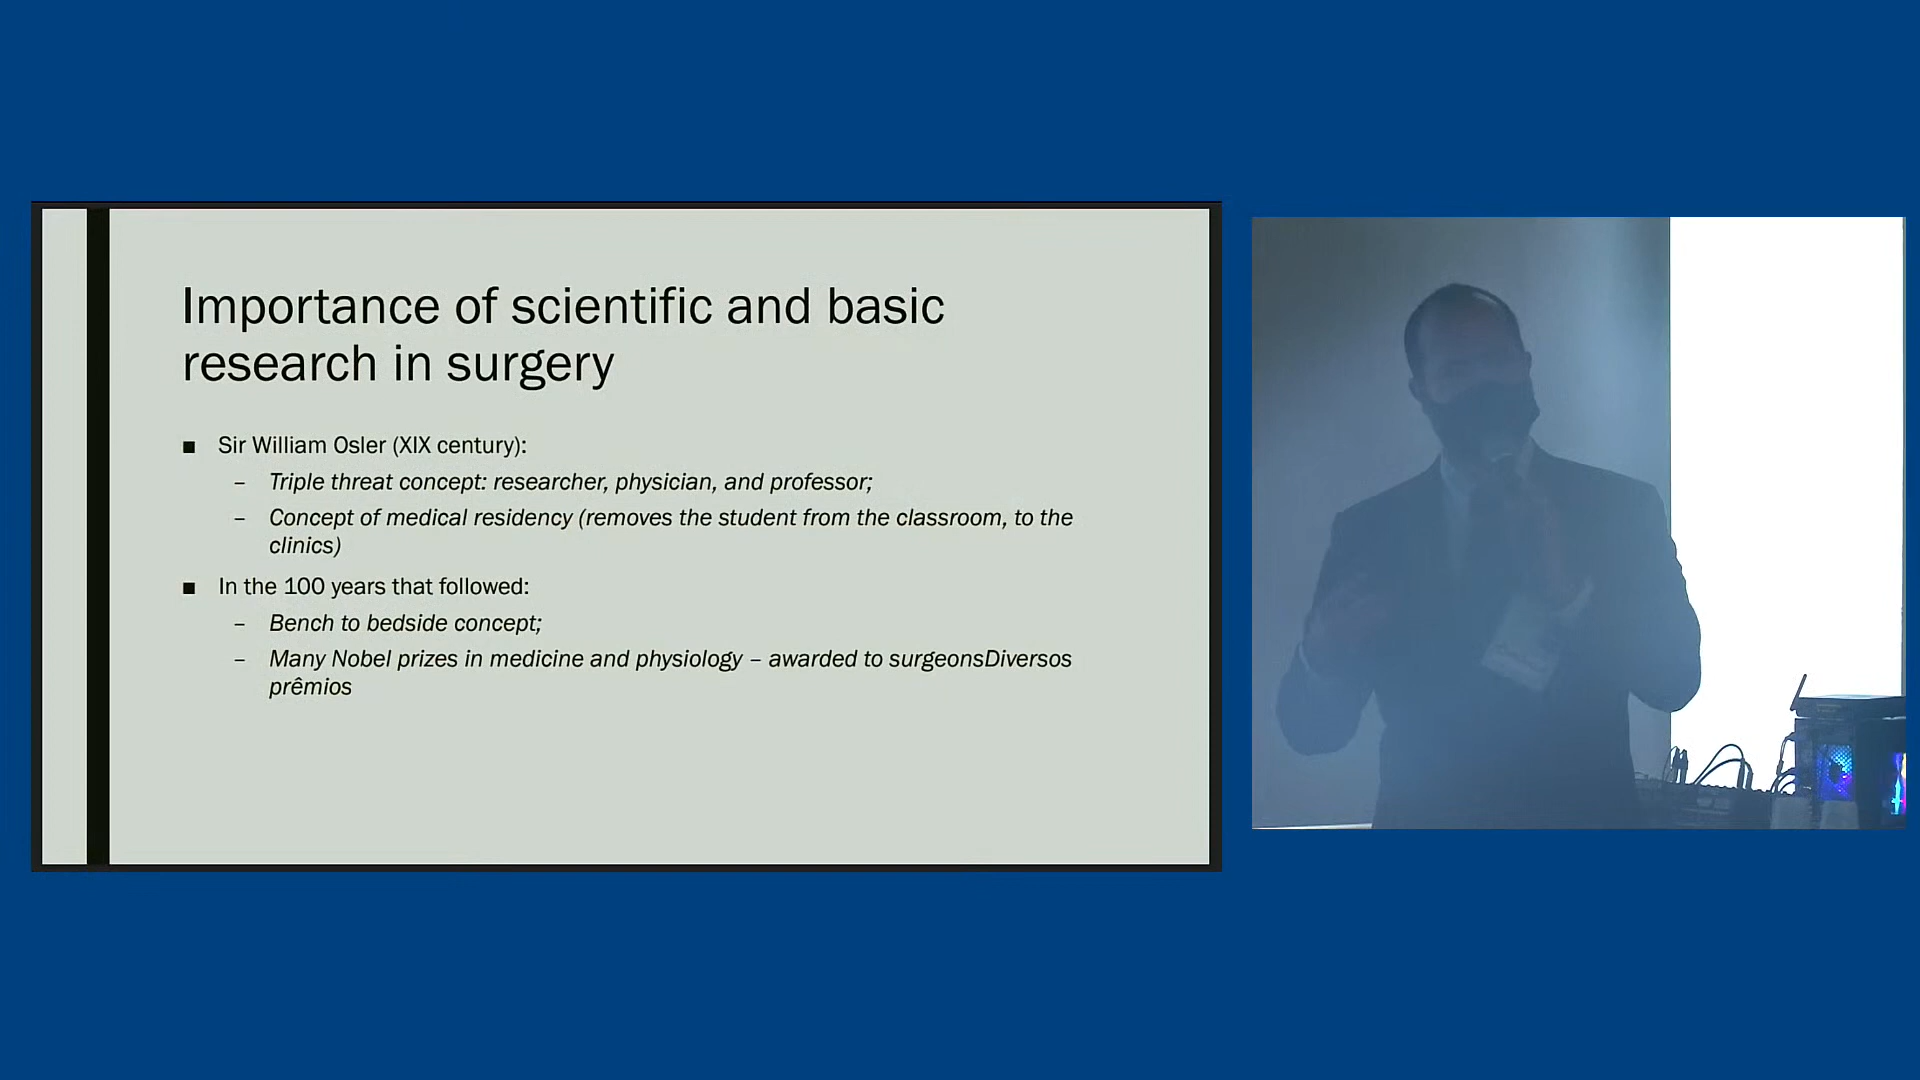 Importance of scientific and basic
research in surgery
■ Sir William Osler (XIX century):
– Triple threat concept: researcher, physician, and professor;
– Concept of medical residency (removes the student from the classroom, to the
clinics)
■ In the 100 years that followed:
– Bench to bedside concept;
– Many Nobel prizes in medicine and physiology – awarded to surgeonsDiversos
prêmios